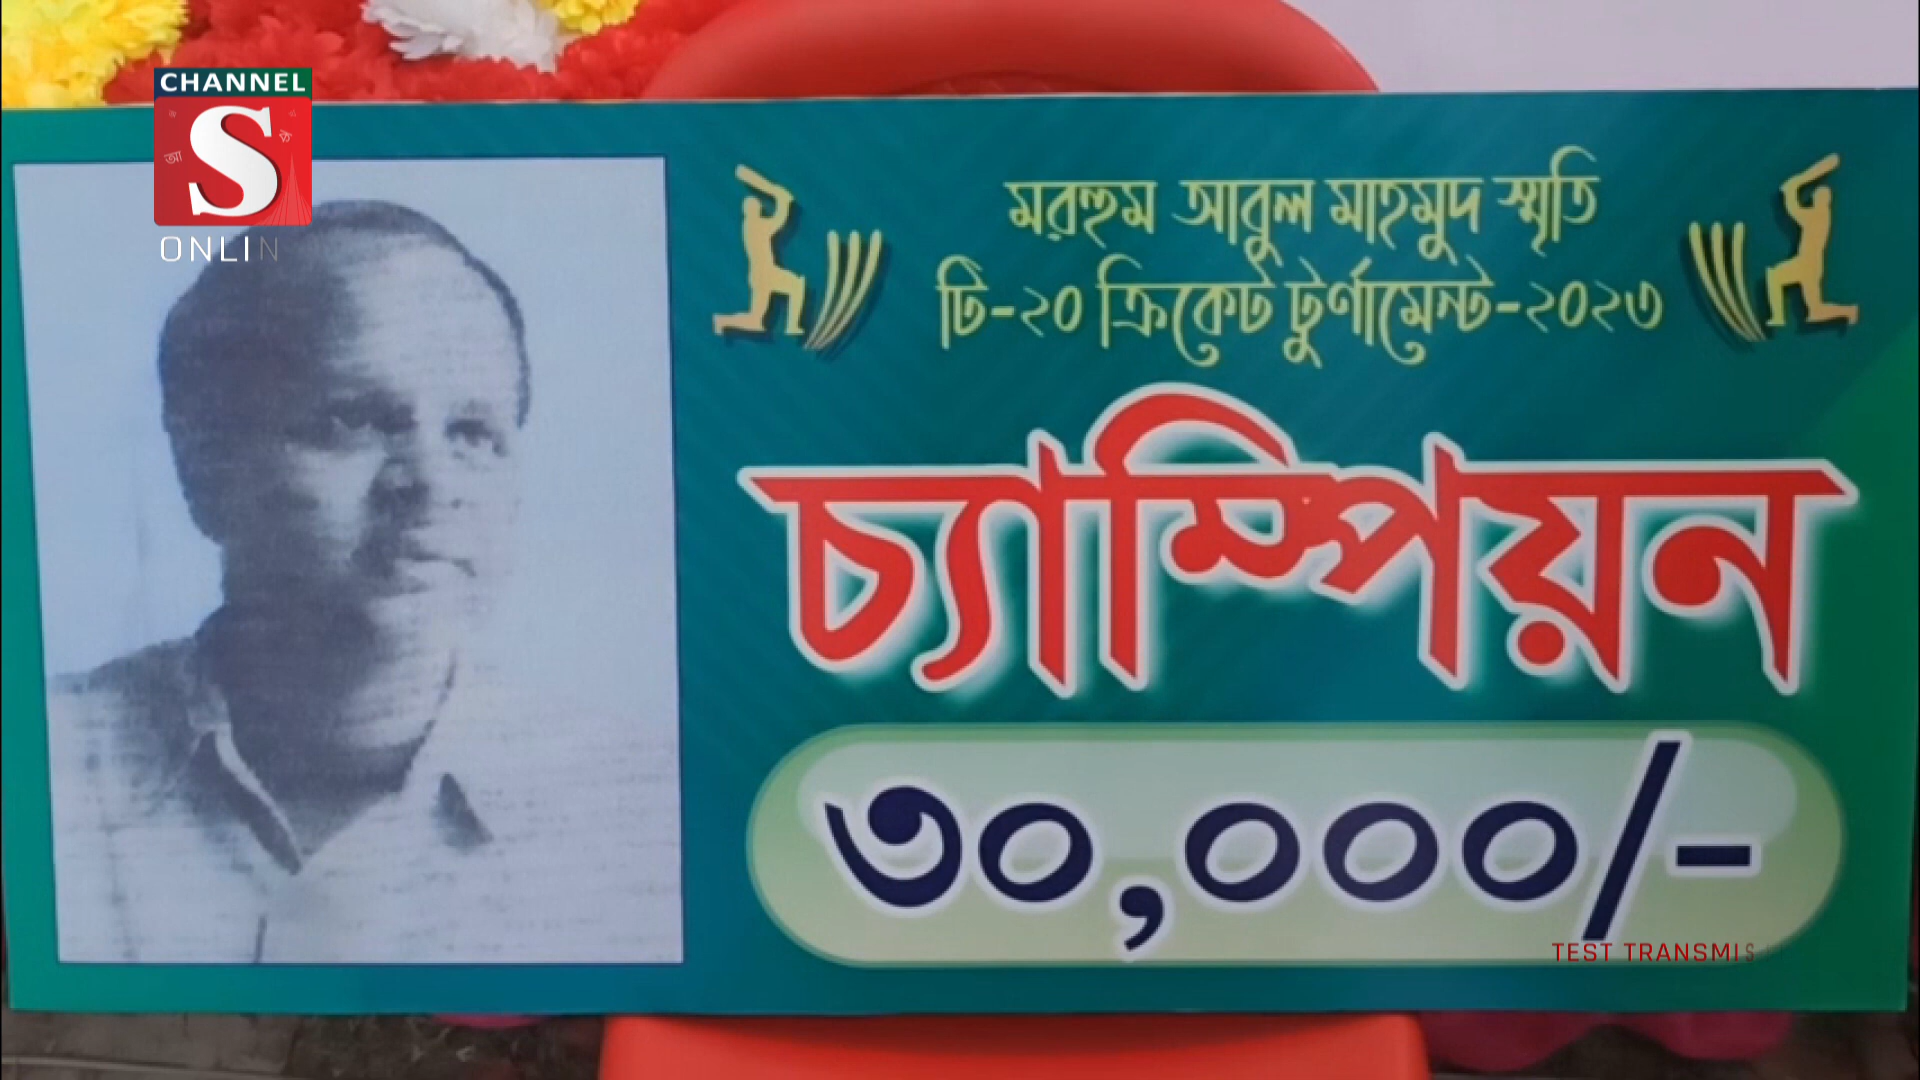 CHANNEL
S
ONLIN
মরহুম আবুল মাহমুদ স্মৃতি
টি-২০ ক্রিকেট টুর্ণামেন্ট-২০২৩
চ্যাম্পিয়ন
৩০,০০০/-
TEST TRANSMIS